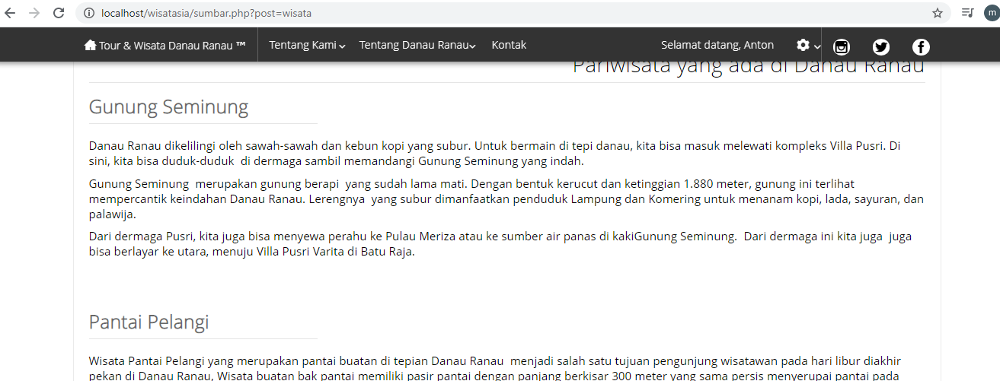 localhost/wisatasia/sumbar.php?post=wisata
m
Tour & Wisata Danau Ranau ™ Tentang Kami Tentang Danau Ranau Kontak Selamat datang, Anton
Pariwisata yang ada di Danau Ranau
Gunung Seminung
Danau Ranau dikelilingi oleh sawah-sawah dan kebun kopi yang subur. Untuk bermain di tepi danau, kita bisa masuk melewati kompleks Villa Pusri. Di
sini, kita bisa duduk-duduk  di dermaga sambil memandangi Gunung Seminung yang indah.
Gunung Seminung  merupakan gunung berapi  yang sudah lama mati. Dengan bentuk kerucut dan ketinggian 1.880 meter, gunung ini terlihat
mempercantik keindahan Danau Ranau. Lerengnya  yang subur dimanfaatkan penduduk Lampung dan Komering untuk menanam kopi, lada, sayuran, dan
palawija.
Dari dermaga Pusri, kita juga bisa menyewa perahu ke Pulau Meriza atau ke sumber air panas di kakiGunung Seminung.  Dari dermaga ini kita juga  juga
bisa berlayar ke utara, menuju Villa Pusri Varita di Batu Raja.
Pantai Pelangi
Wisata Pantai Pelangi yang merupakan pantai buatan di tepian Danau Ranau  menjadi salah satu tujuan pengunjung wisatawan pada hari libur diakhir
pekan di Danau Ranau, Wisata buatan bak pantai memiliki pasir pantai dengan panjang berkisar 300 meter yang sama persis menyerupai pantai pada